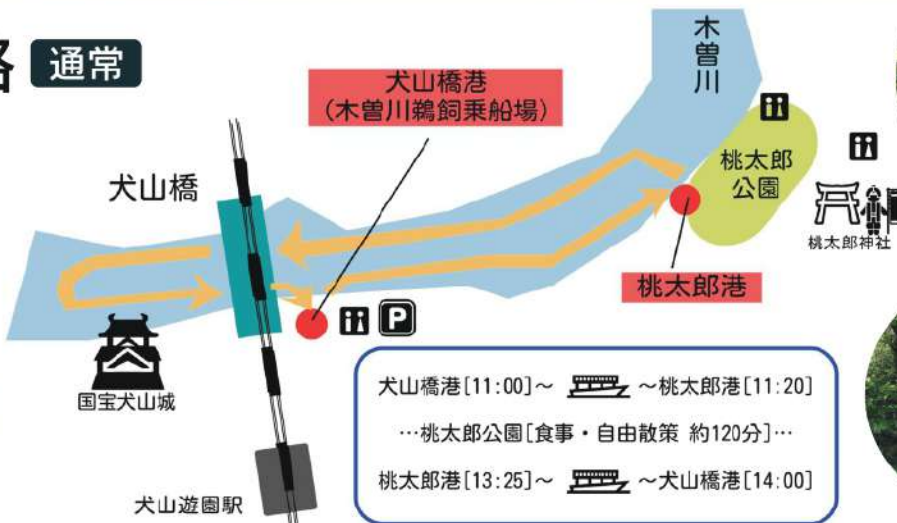 路 通常
木曽川
犬山橋港
(木曽川鵜飼乗船場)
犬山橋
桃太郎
公園
桃太郎神社
桃太郎港
P
国宝犬山城
犬山橋港[11:00]～ ～桃太郎港[11:20]
…桃太郎公園[食事・自由散策 約120分]…
桃太郎港[13:25]～ ～犬山橋港[14:00]
犬山遊園駅